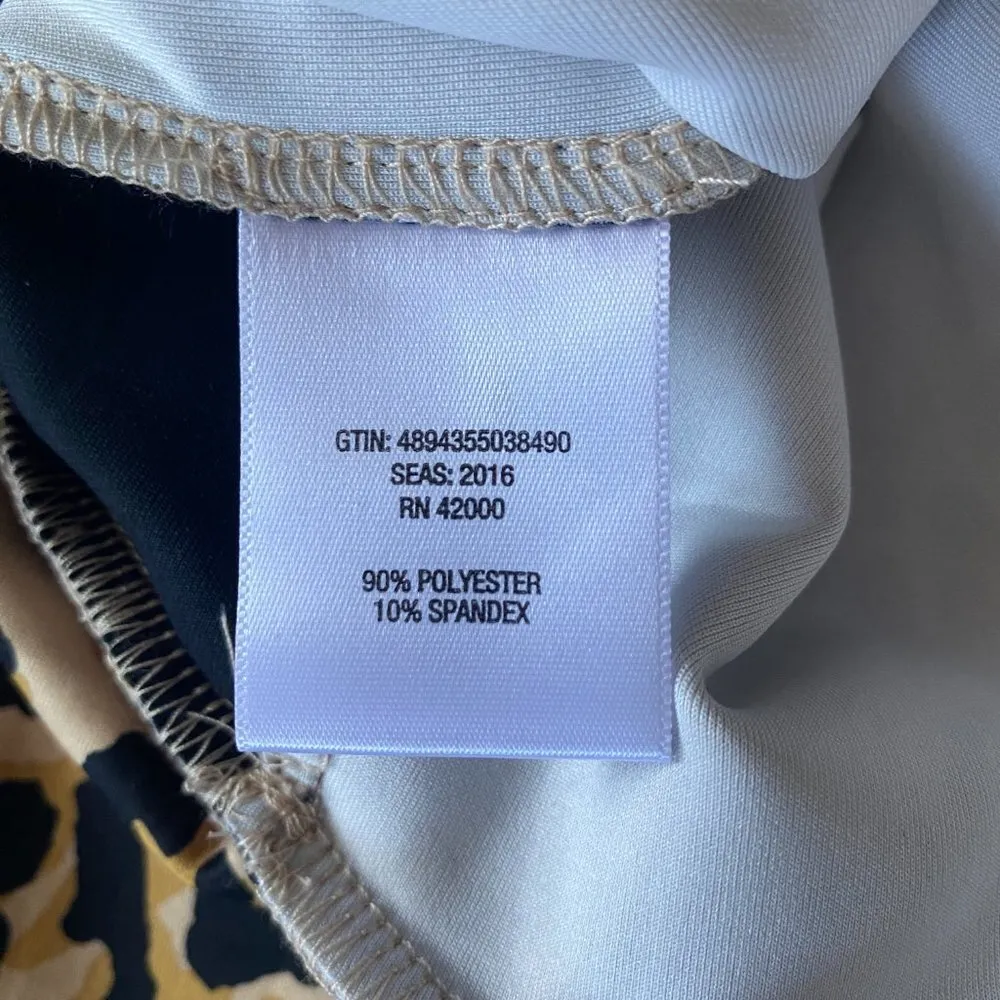 GTIN: 4894355038490
SEAS: 2016
RN 42000
90% POLYESTER
10% SPANDEX